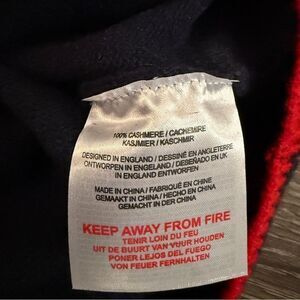 100% CASHMERE / CACHEMIRE
KASJMIER / KASCHMIR
DESIGNED IN ENGLAND / DESSINÉ EN ANGLETERRE
ONTWORPEN IN ENGELAND / DESEÑADO EN UK
IN ENGLAND ENTWORFEN
MADE IN CHINA / FABRIQUÉ EN CHINE
GEMAAKT IN CHINA / HECHO EN CHINA
GEMACHT IN DER CHINA
KEEP AWAY FROM FIRE
TENIR LOIN DU FEU
UIT DE BUURT VAN VUUR HOUDEN
PONER LEJOS DEL FUEGO
VON FEUER FERNHALTEN